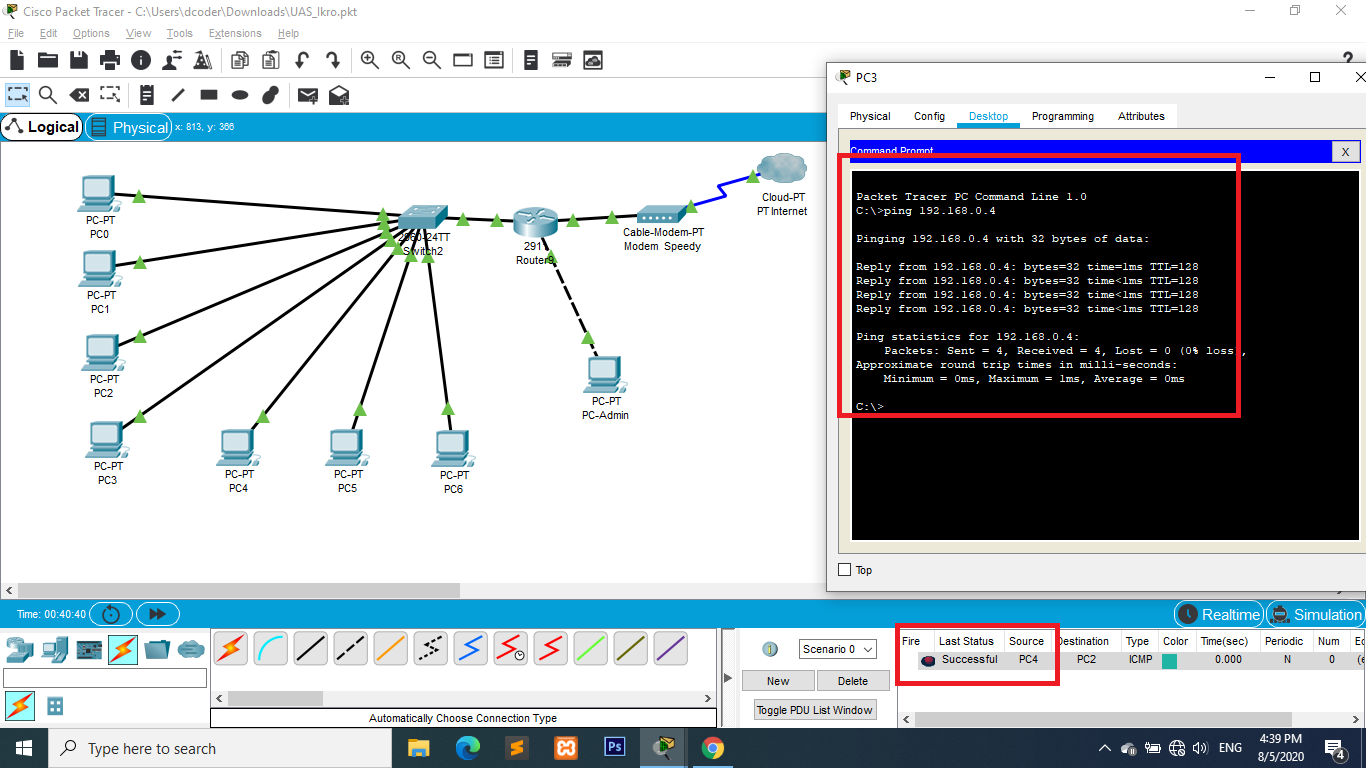 Cisco Packet Tracer - C:\Users\dcoder\Downloads\UAS_Ikro.pkt
File Edit Options View Tools Extensions Help
Logical
Physical
x: 813, y: 366
PC-PT
PC0
PC-PT
PC1
PC-PT
PC2
PC-PT
PC3
PC-PT
PC4
PC-PT
PC5
PC-PT
PC6
2960-24TT
Switch2
291
Router9
Cable-Modem-PT
Modem Speedy
Cloud-PT
PT Internet
PC-PT
PC-Admin
PC3
Physical Config Desktop Programming Attributes
Command Prompt
X
Packet Tracer PC Command Line 1.0
C:\>ping 192.168.0.4
Pinging 192.168.0.4 with 32 bytes of data:
Reply from 192.168.0.4: bytes=32 time=1ms TTL=128
Reply from 192.168.0.4: bytes=32 time<1ms TTL=128
Reply from 192.168.0.4: bytes=32 time<1ms TTL=128
Reply from 192.168.0.4: bytes=32 time<1ms TTL=128
Ping statistics for 192.168.0.4:
Packets: Sent = 4, Received = 4, Lost = 0 (0% loss),
Approximate round trip times in milli-seconds:
Minimum = 0ms, Maximum = 1ms, Average = 0ms
C:\>
Top
Time: 00:40:40
Realtime
Simulation
Scenario 0
New
Delete
Toggle PDU List Window
Fire Last Status Source Destination Type Color Time(sec) Periodic Num Ed
Successful PC4 PC2 ICMP 0.000 N 0 (e
Automatically Choose Connection Type
Type here to search
Ps
ENG
4:39 PM
8/5/2020
4